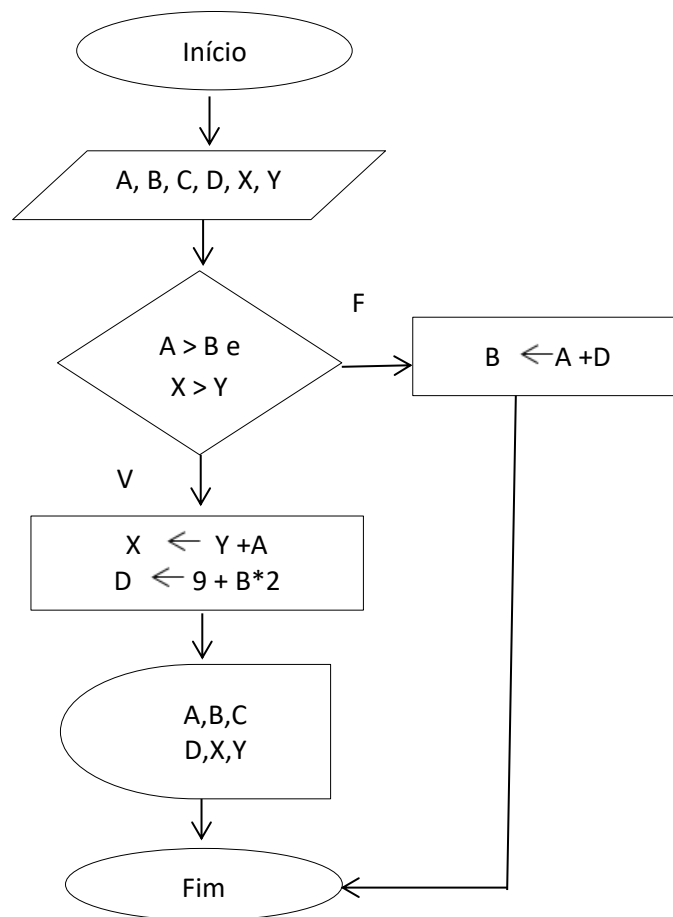 Início
A, B, C, D, X, Y
A > B e
X > Y
F
B ← A +D
V
X ← Y +A
D ← 9 + B*2
A,B,C
D,X,Y
Fim